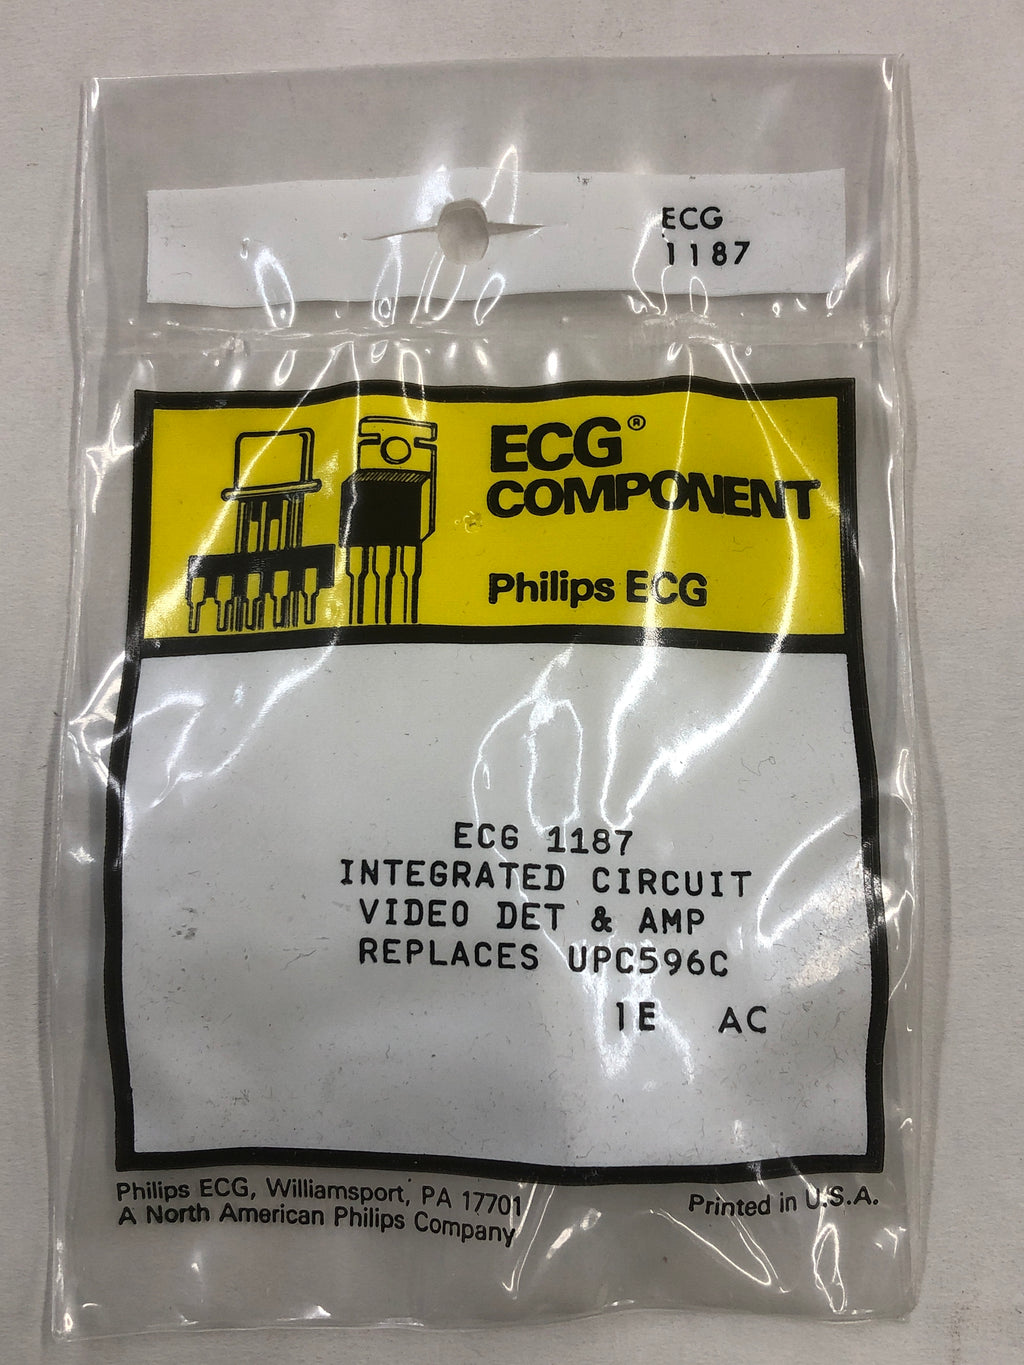 ECG
1187
ECG®
COMPONENT
Philips ECG
ECG 1187
INTEGRATED CIRCUIT
VIDEO DET & AMP
REPLACES UPC596C
1E AC
Philips ECG, Williamsport, PA 17701
A North American Philips Company
Printed in U.S.A.